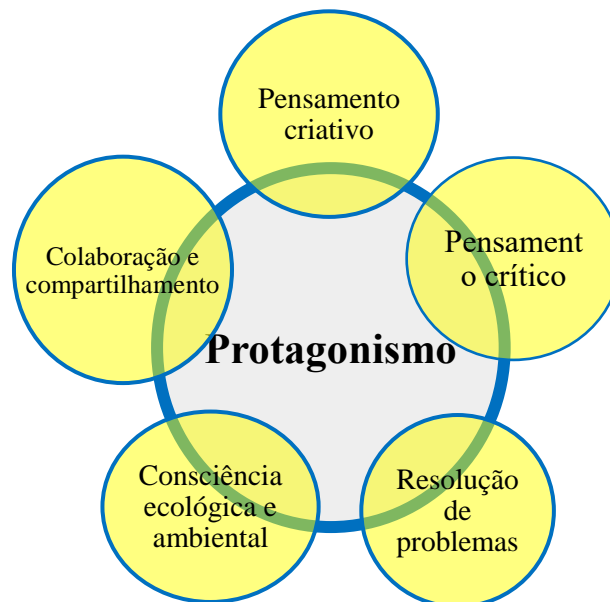 Pensamento
criativo
Pensament
o crítico
Colaboração e
compartilhamento
Protagonismo
Consciência
ecológica e
ambiental
Resolução
de
problemas